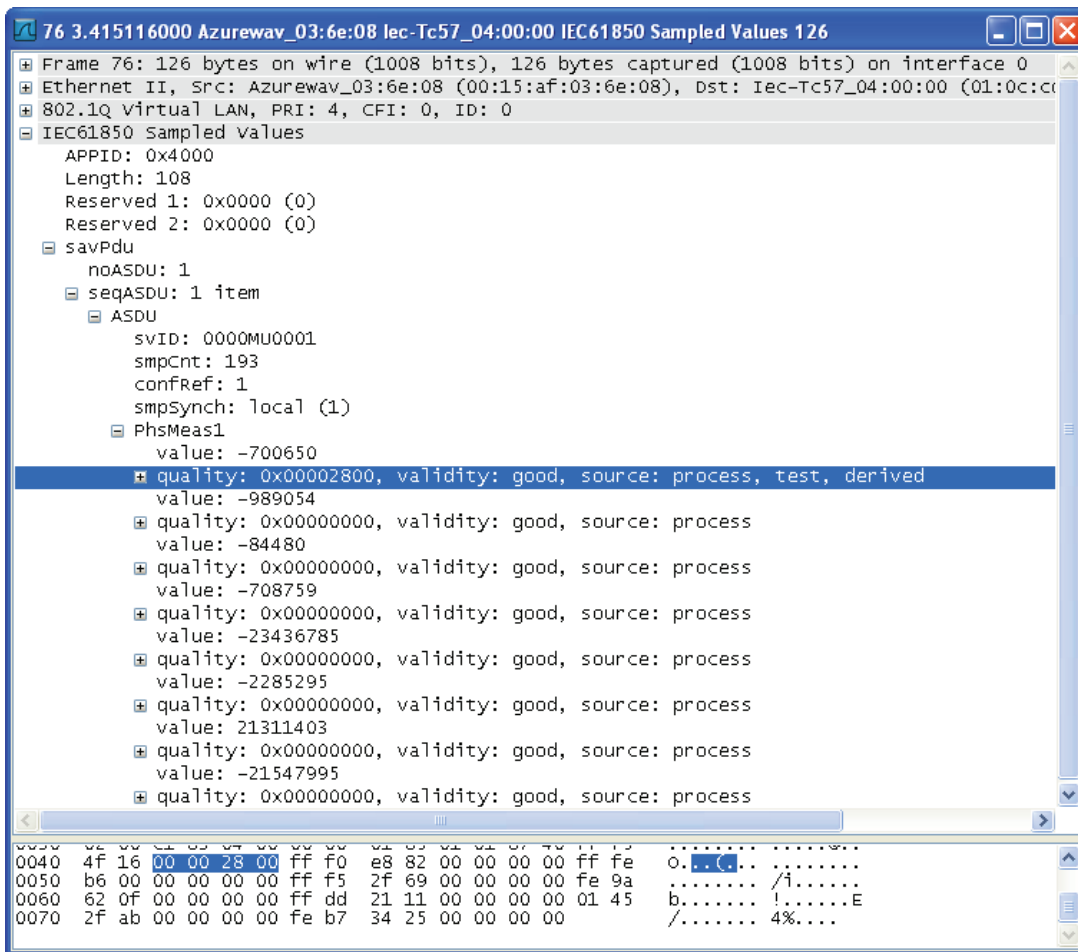 76 3.415116000 Azurewav_03:6e:08 Iec-Tc57_04:00:00 IEC61850 Sampled Values 126
Frame 76: 126 bytes on wire (1008 bits), 126 bytes captured (1008 bits) on interface 0
Ethernet II, Src: Azurewav_03:6e:08 (00:15:af:03:6e:08), Dst: Iec-Tc57_04:00:00 (01:0c:c
802.1Q Virtual LAN, PRI: 4, CFI: 0, ID: 0
IEC61850 Sampled Values
APPID: 0x4000
Length: 108
Reserved 1: 0x0000 (0)
Reserved 2: 0x0000 (0)
savPdu
noASDU: 1
seqASDU: 1 item
ASDU
svID: 0000MU0001
smpCnt: 193
confRef: 1
smpSynch: local (1)
PhsMeas1
value: -700650
quality: 0x00002800, validity: good, source: process, test, derived
value: -989054
quality: 0x00000000, validity: good, source: process
value: -84480
quality: 0x00000000, validity: good, source: process
value: -708759
quality: 0x00000000, validity: good, source: process
value: -23436785
quality: 0x00000000, validity: good, source: process
value: -2285295
quality: 0x00000000, validity: good, source: process
value: 21311403
quality: 0x00000000, validity: good, source: process
value: -21547995
quality: 0x00000000, validity: good, source: process
0040 4f 16 00 00 28 00 ff f0 e8 82 00 00 00 00 ff fe O...(... ........
0050 b6 00 00 00 00 00 ff f5 2f 69 00 00 00 00 fe 9a ........ /i......
0060 62 0f 00 00 00 00 ff dd 21 11 00 00 00 00 01 45 b....... !......E
0070 2f ab 00 00 00 00 fe b7 34 25 00 00 00 00 /....... 4%....